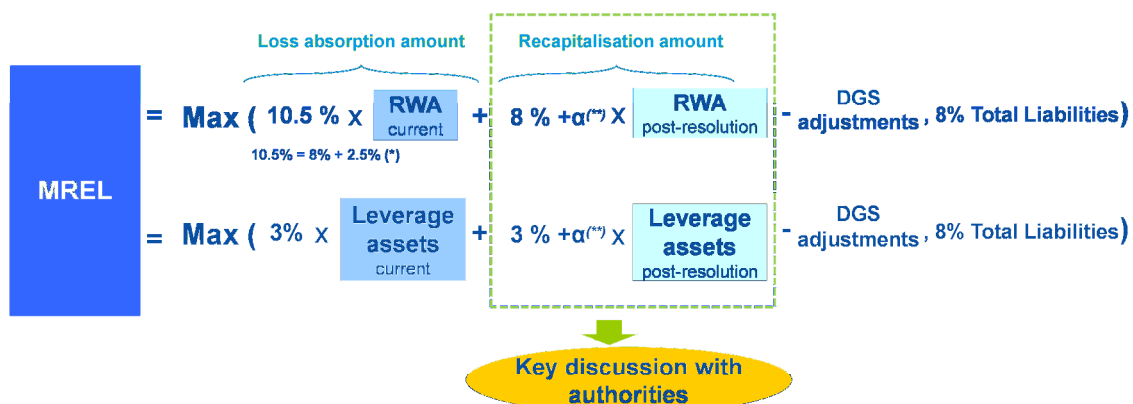 Loss absorption amount
Recapitalisation amount
MREL
= Max ( 10.5 % X RWA current + 8 % +α(**) X RWA post-resolution - DGS adjustments, 8% Total Liabilities)
10.5% = 8% + 2.5% (*)
= Max ( 3% X Leverage assets current + 3 % +α(**) X Leverage assets post-resolution - DGS adjustments, 8% Total Liabilities)
Key discussion with
authorities